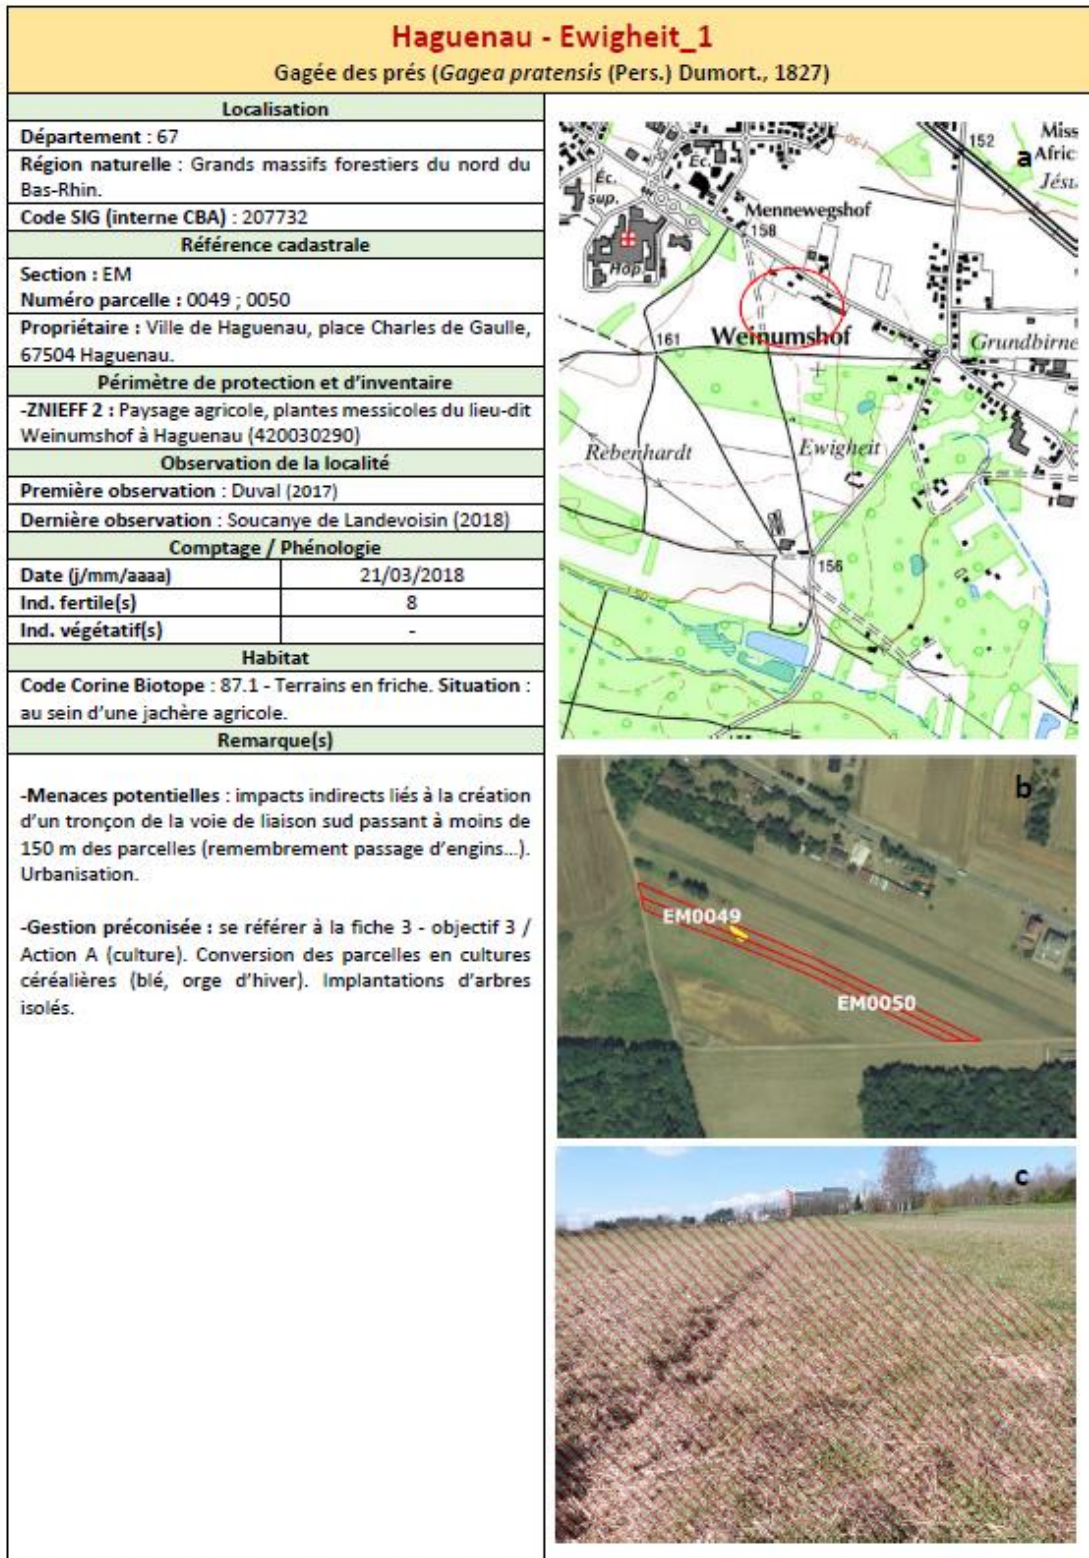 Haguenau - Ewigheit_1
Gagée des prés (Gagea pratensis (Pers.) Dumort., 1827)
Localisation
Département : 67
Région naturelle : Grands massifs forestiers du nord du
Bas-Rhin.
Code SIG (interne CBA) : 207732
Référence cadastrale
Section : EM
Numéro parcelle : 0049 ; 0050
Propriétaire : Ville de Haguenau, place Charles de Gaulle,
67504 Haguenau.
Périmètre de protection et d'inventaire
-ZNIEFF 2 : Paysage agricole, plantes messicoles du lieu-dit
Weinumshof à Haguenau (420030290)
Observation de la localité
Première observation : Duval (2017)
Dernière observation : Soucanye de Landevoisin (2018)
Comptage / Phénologie
Date (j/mm/aaaa) 21/03/2018
Ind. fertile(s) 8
Ind. végétatif(s) -
Habitat
Code Corine Biotope : 87.1 - Terrains en friche. Situation :
au sein d'une jachère agricole.
Remarque(s)
-Menaces potentielles : impacts indirects liés à la création
d'un tronçon de la voie de liaison sud passant à moins de
150 m des parcelles (remembrement passage d'engins...).
Urbanisation.
-Gestion préconisée : se référer à la fiche 3 - objectif 3 /
Action A (culture). Conversion des parcelles en cultures
céréalières (blé, orge d'hiver). Implantations d'arbres
isolés.
a
152
Miss
Afric
Jésu
150
Éc.
Éc.
sup.
Hôp.
Mennewegshof
158
Weinumshof
161
Grundbirne
Rebenhardt
Ewigheit
156
150
b
EM0049
EM0050
c